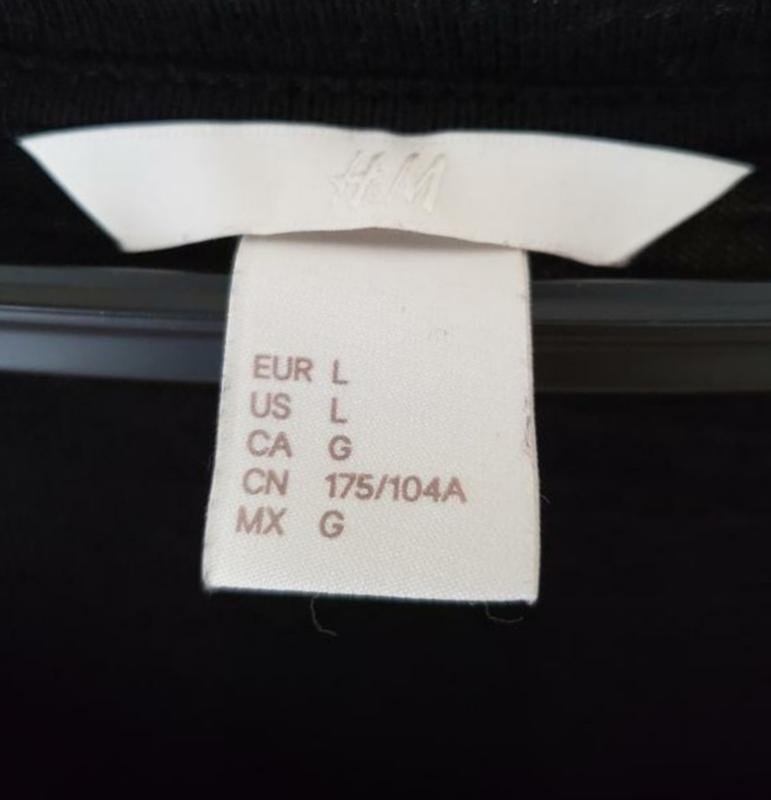 H&M
EUR L
US L
CA G
CN 175/104A
MX G